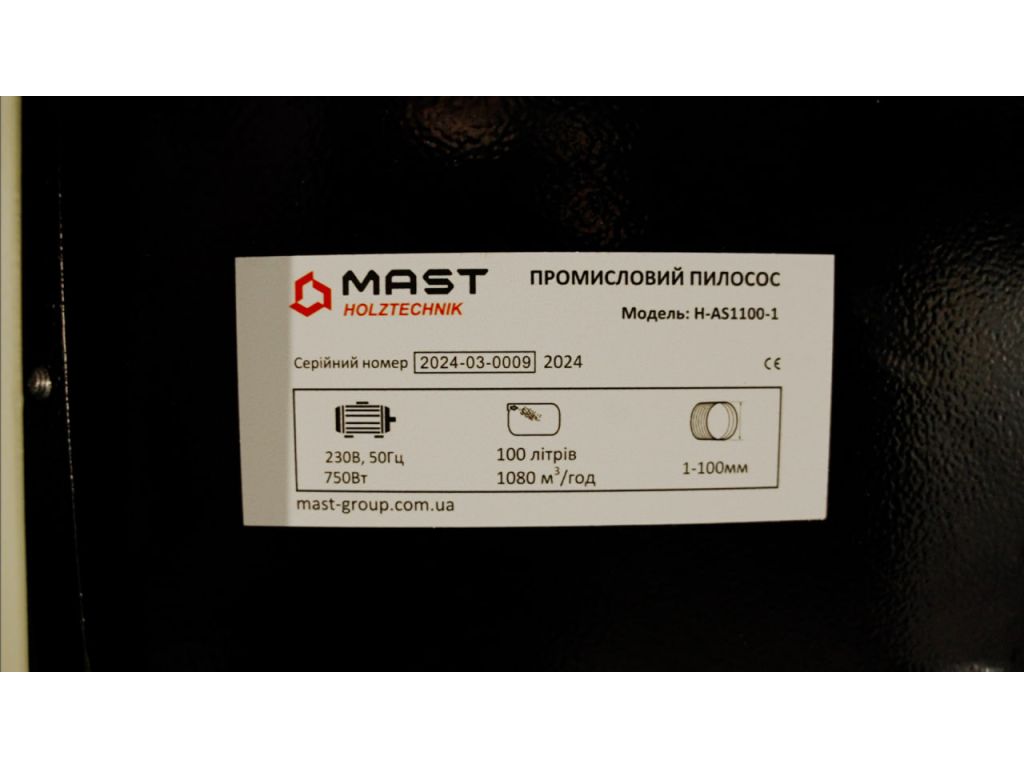 MAST
HOLZTECHNIK
ПРОМИСЛОВИЙ ПИЛОСОС
Модель: H-AS1100-1
Серійний номер 2024-03-0009 2024
CE
230В, 50Гц
750Вт
100 літрів
1080 м³/год
1-100мм
mast-group.com.ua